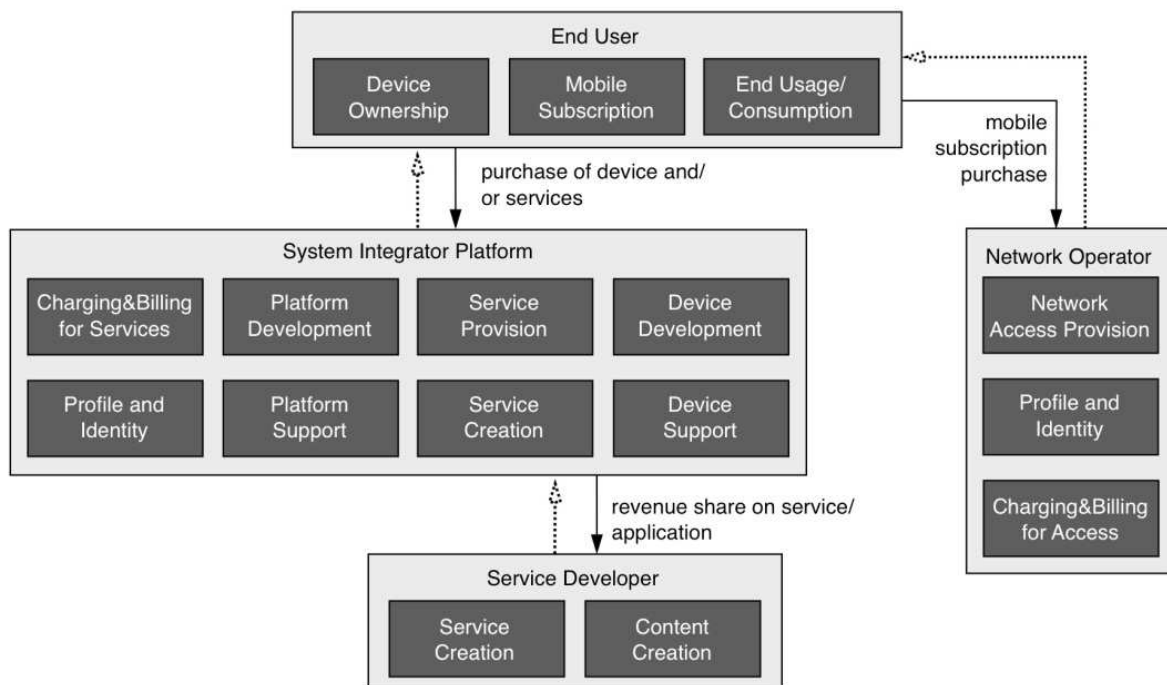 End User
Device
Ownership
Mobile
Subscription
End Usage/
Consumption
mobile
subscription
purchase
purchase of device and/
or services
System Integrator Platform
Charging&Billing
for Services
Platform
Development
Service
Provision
Device
Development
Profile and
Identity
Platform
Support
Service
Creation
Device
Support
Network Operator
Network
Access Provision
Profile and
Identity
Charging&Billing
for Access
revenue share on service/
application
Service Developer
Service
Creation
Content
Creation